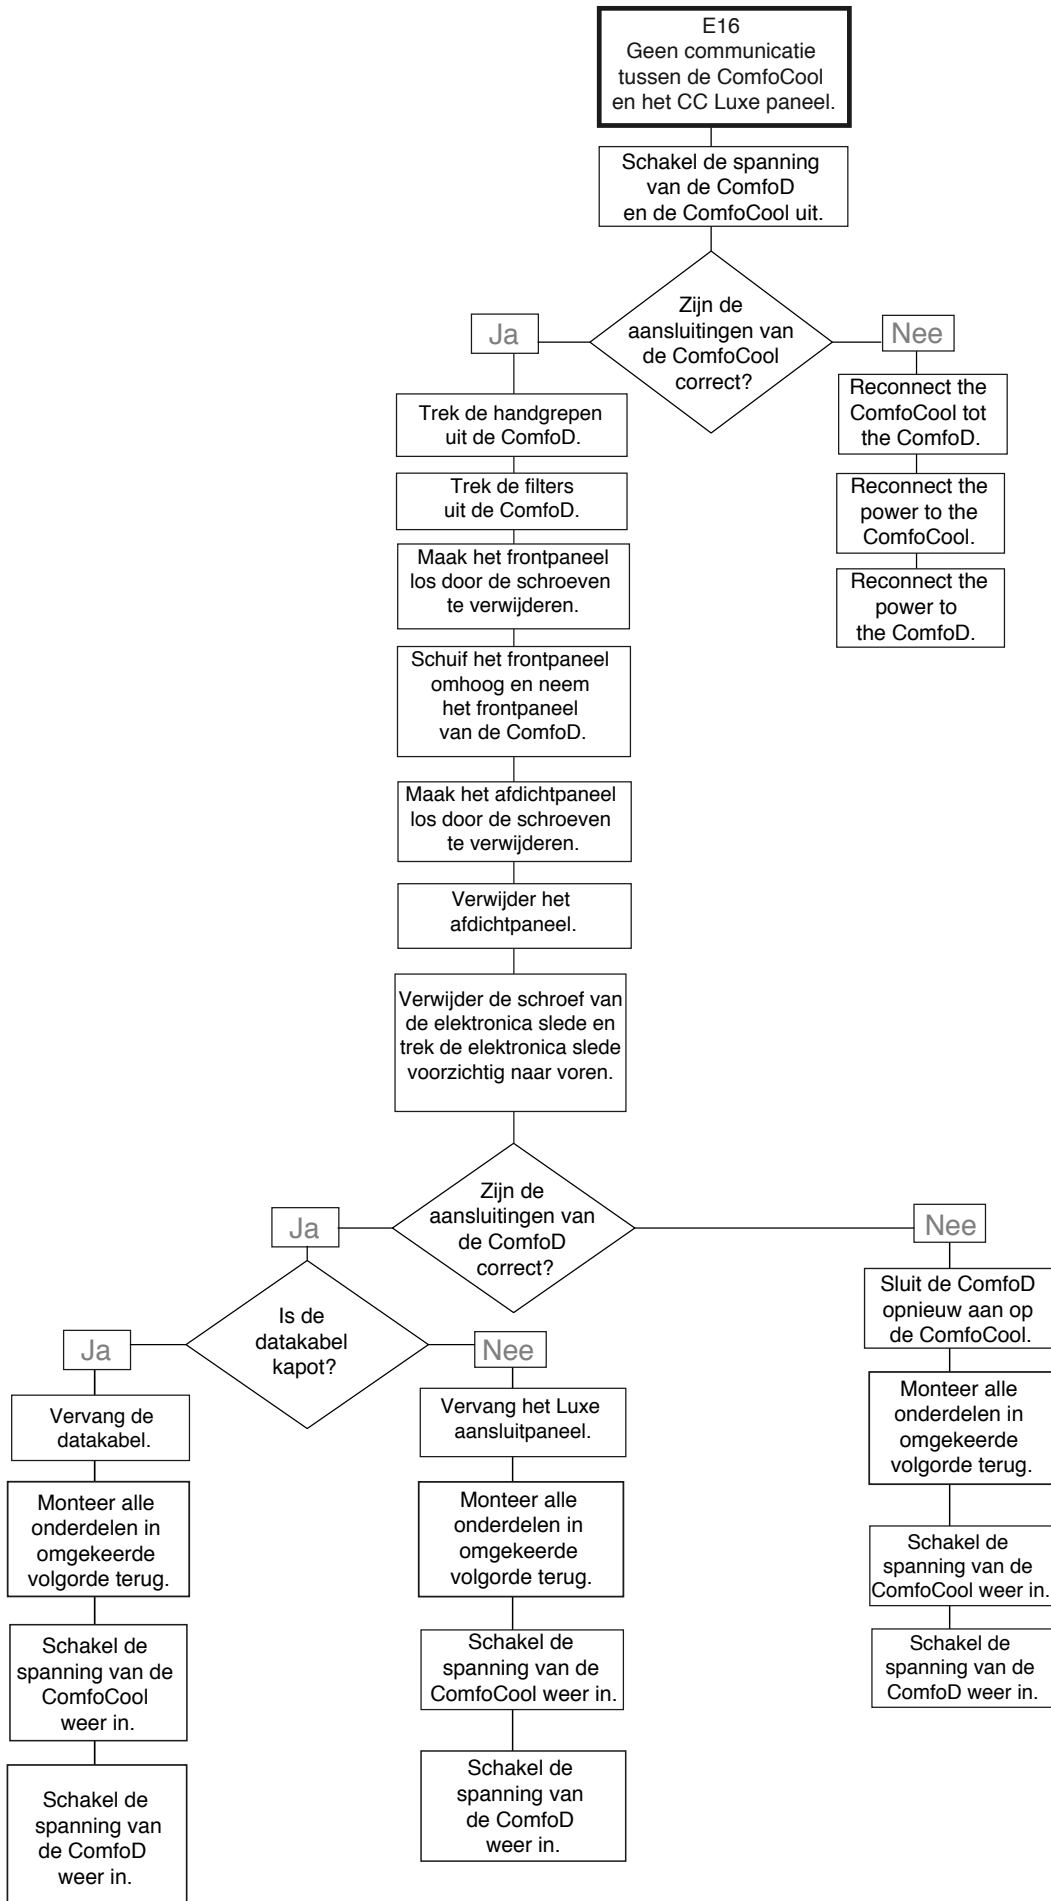 E16
Geen communicatie
tussen de ComfoCool
en het CC Luxe paneel.
Schakel de spanning
van de ComfoD
en de ComfoCool uit.
Zijn de
aansluitingen van
de ComfoCool
correct?
Ja
Nee
Trek de handgrepen
uit de ComfoD.
Trek de filters
uit de ComfoD.
Maak het frontpaneel
los door de schroeven
te verwijderen.
Schuif het frontpaneel
omhoog en neem
het frontpaneel
van de ComfoD.
Maak het afdichtpaneel
los door de schroeven
te verwijderen.
Verwijder het
afdichtpaneel.
Verwijder de schroef van
de elektronica slede en
trek de elektronica slede
voorzichtig naar voren.
Reconnect the
ComfoCool tot
the ComfoD.
Reconnect the
power to the
ComfoCool.
Reconnect the
power to
the ComfoD.
Zijn de
aansluitingen van
de ComfoD
correct?
Ja
Nee
Is de
datakabel
kapot?
Ja
Nee
Vervang de
datakabel.
Monteer alle
onderdelen in
omgekeerde
volgorde terug.
Schakel de
spanning van de
ComfoCool
weer in.
Schakel de
spanning van
de ComfoD
weer in.
Vervang het Luxe
aansluitpaneel.
Monteer alle
onderdelen in
omgekeerde
volgorde terug.
Schakel de
spanning van de
ComfoCool weer in.
Schakel de
spanning van
de ComfoD
weer in.
Sluit de ComfoD
opnieuw aan op
de ComfoCool.
Monteer alle
onderdelen in
omgekeerde
volgorde terug.
Schakel de
spanning van de
ComfoCool weer in.
Schakel de
spanning van de
ComfoD weer in.